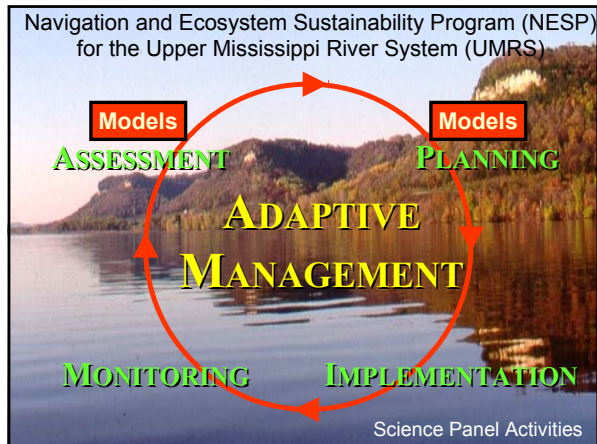 Navigation and Ecosystem Sustainability Program (NESP)
for the Upper Mississippi River System (UMRS)
Models Models
ASSESSMENT PLANNING
ADAPTIVE
MANAGEMENT
MONITORING IMPLEMENTATION
Science Panel Activities